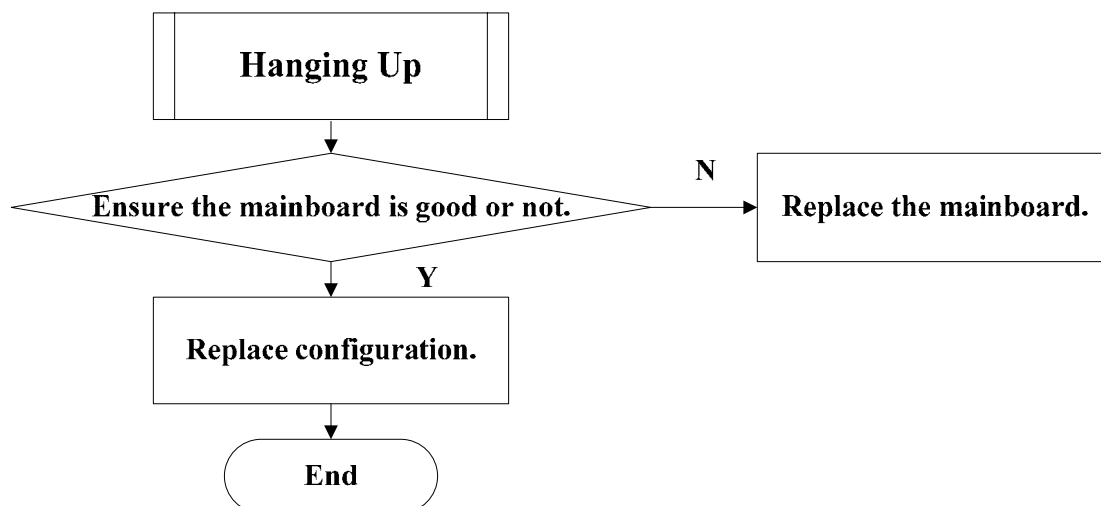 Hanging Up
Ensure the mainboard is good or not.
N
Replace the mainboard.
Y
Replace configuration.
End